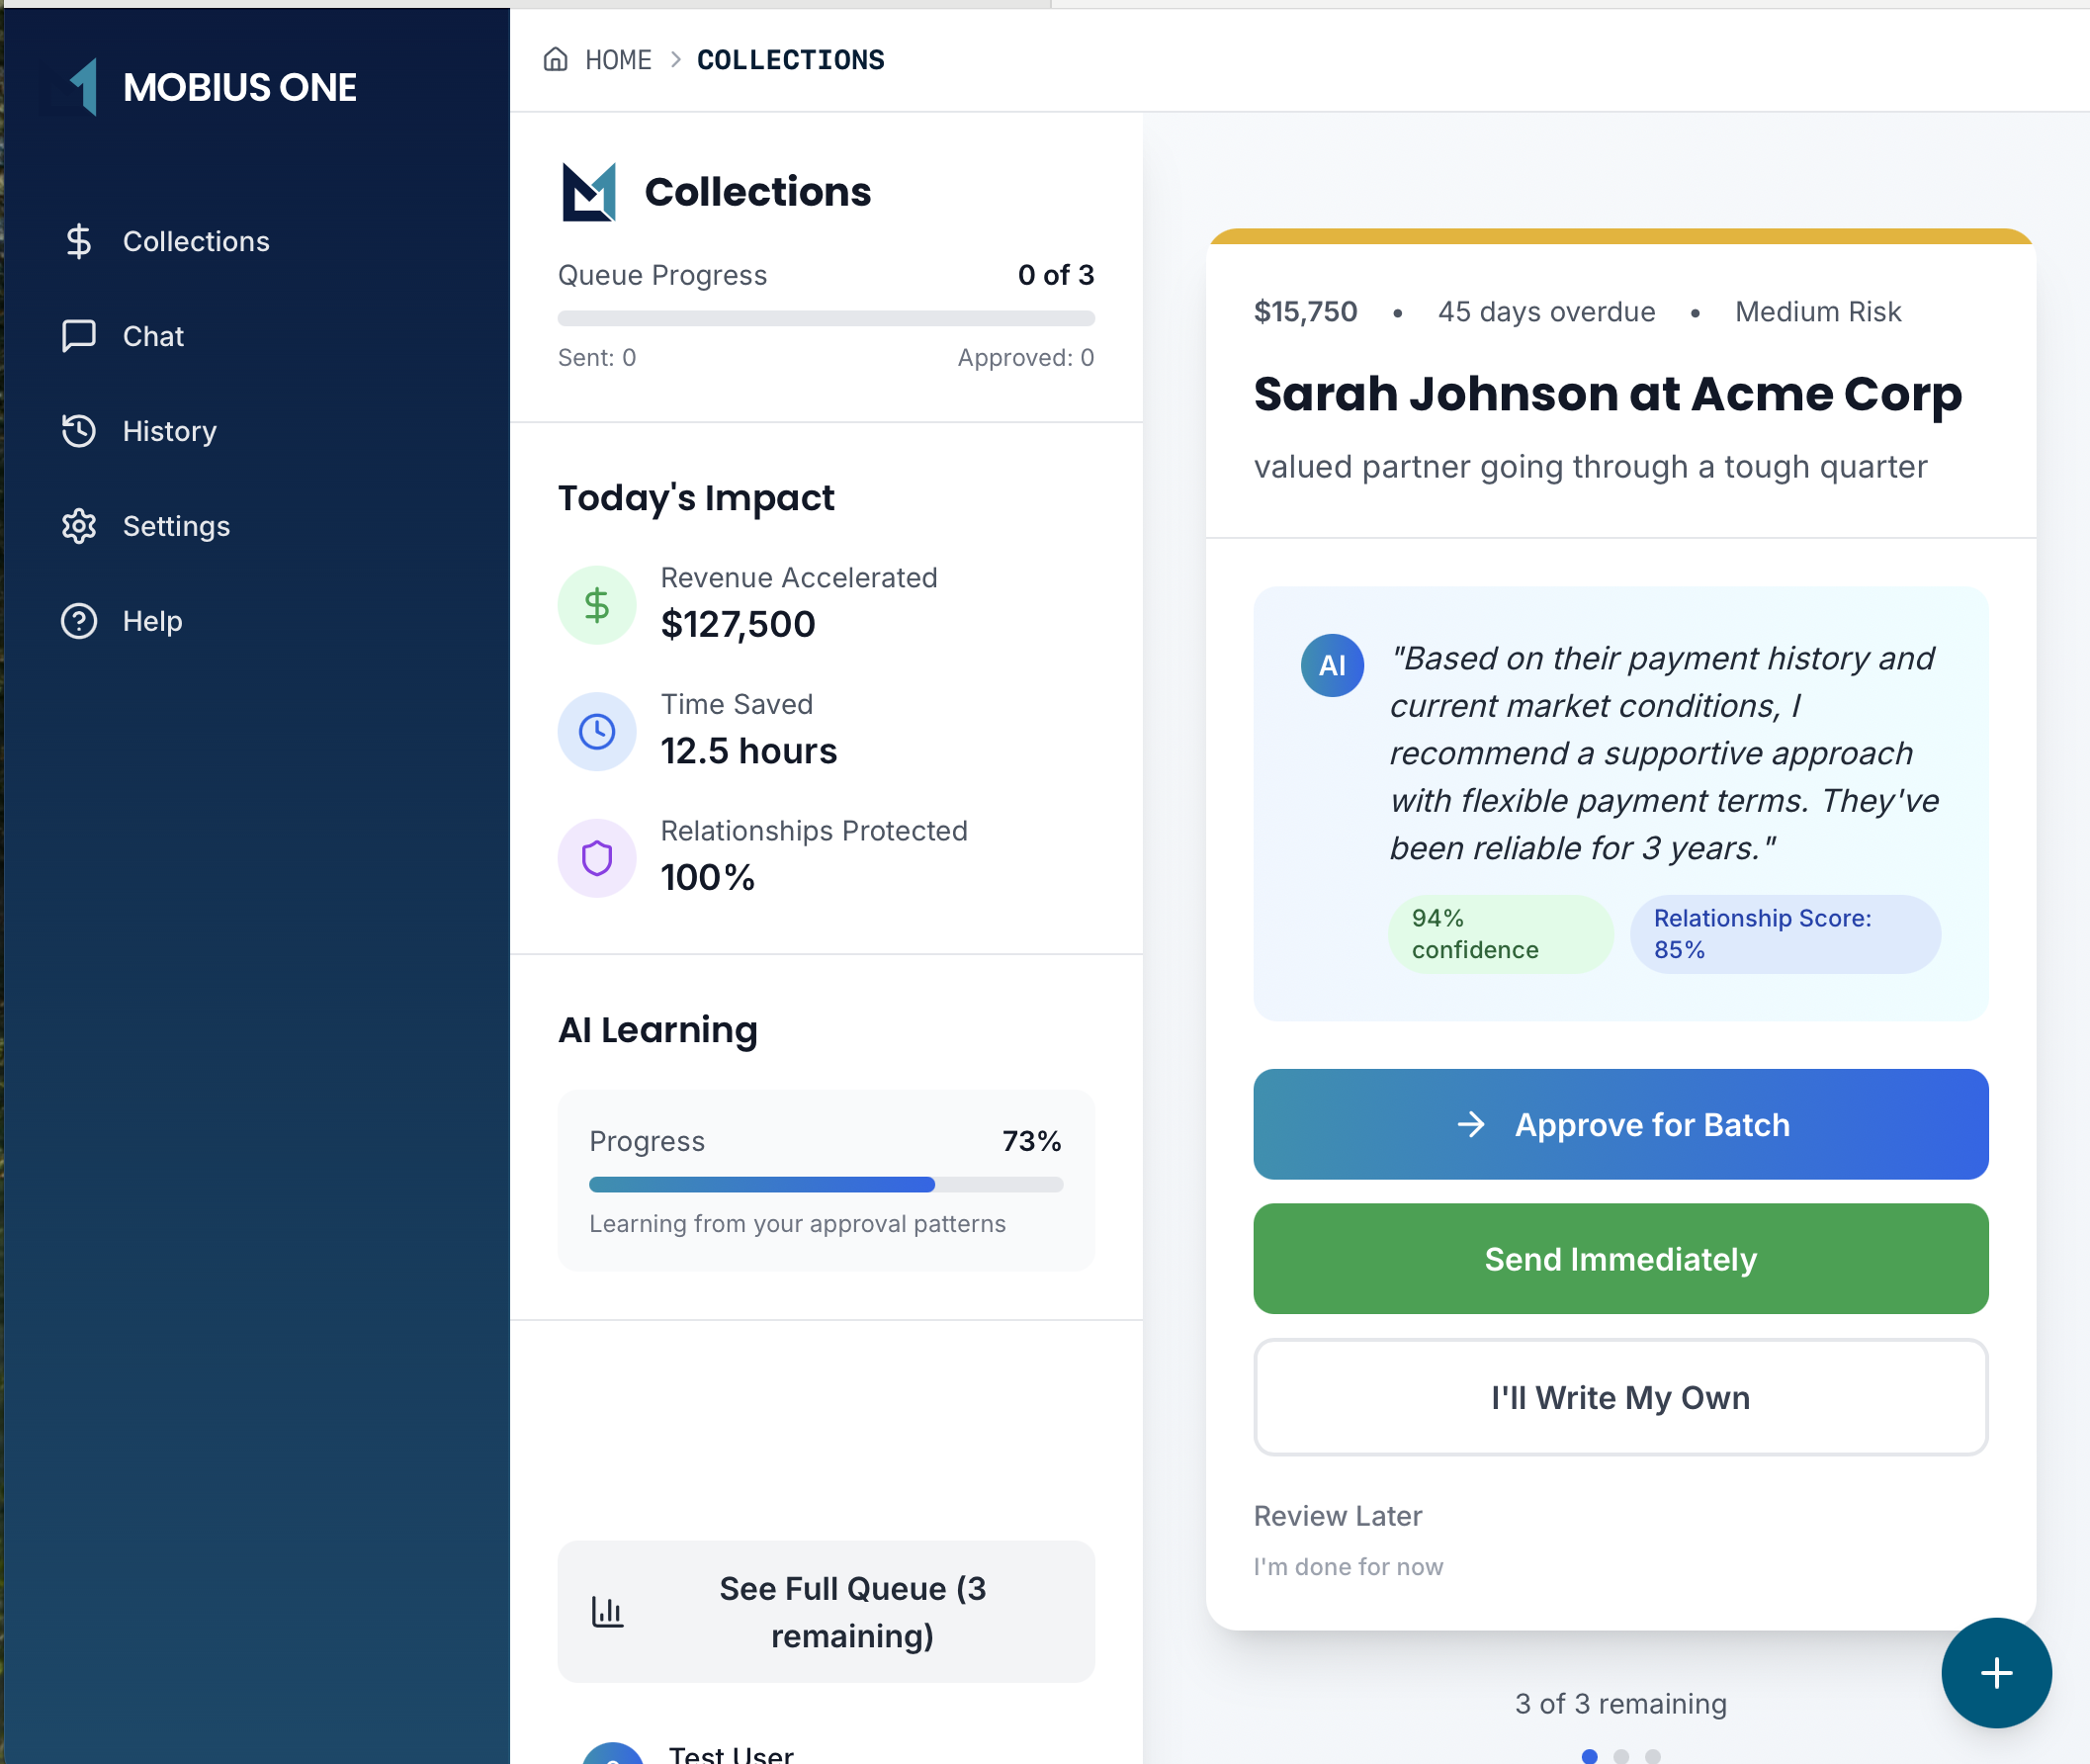 MOBIUS ONE
Collections
Chat
History
Settings
Help
HOME
COLLECTIONS
Collections
Queue Progress
0 of 3
Sent: 0
Approved: 0
Today's Impact
Revenue Accelerated
$127,500
Time Saved
12.5 hours
Relationships Protected
100%
AI Learning
Progress
73%
Learning from your approval patterns
See Full Queue (3
remaining)
Test User
$15,750 • 45 days overdue • Medium Risk
Sarah Johnson at Acme Corp
valued partner going through a tough quarter
AI
"Based on their payment history and
current market conditions, I
recommend a supportive approach
with flexible payment terms. They've
been reliable for 3 years."
94%
confidence
Relationship Score:
85%
Approve for Batch
Send Immediately
I'll Write My Own
Review Later
I'm done for now
3 of 3 remaining